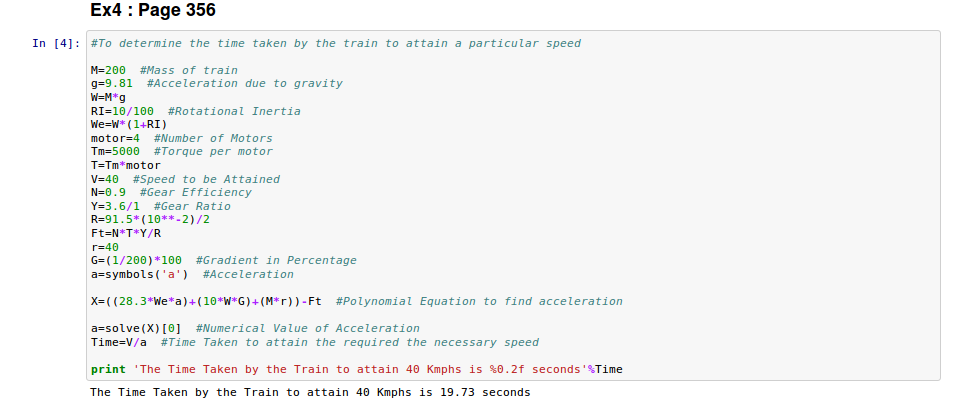 Ex4 : Page 356
In [4]: #To determine the time taken by the train to attain a particular speed
M=200  #Mass of train
g=9.81  #Acceleration due to gravity
W=M*g
RI=10/100  #Rotational Inertia
We=W*(1+RI)
motor=4  #Number of Motors
Tm=5000  #Torque per motor
T=Tm*motor
V=40  #Speed to be Attained
N=0.9  #Gear Efficiency
Y=3.6/1  #Gear Ratio
R=91.5*(10**-2)/2
Ft=N*T*Y/R
r=40
G=(1/200)*100  #Gradient in Percentage
a=symbols('a')  #Acceleration
X=((28.3*We*a)+(10*W*G)+(M*r))-Ft  #Polynomial Equation to find acceleration
a=solve(X)[0]  #Numerical Value of Acceleration
Time=V/a  #Time Taken to attain the required the necessary speed
print 'The Time Taken by the Train to attain 40 Kmphs is %0.2f seconds'%Time
The Time Taken by the Train to attain 40 Kmphs is 19.73 seconds